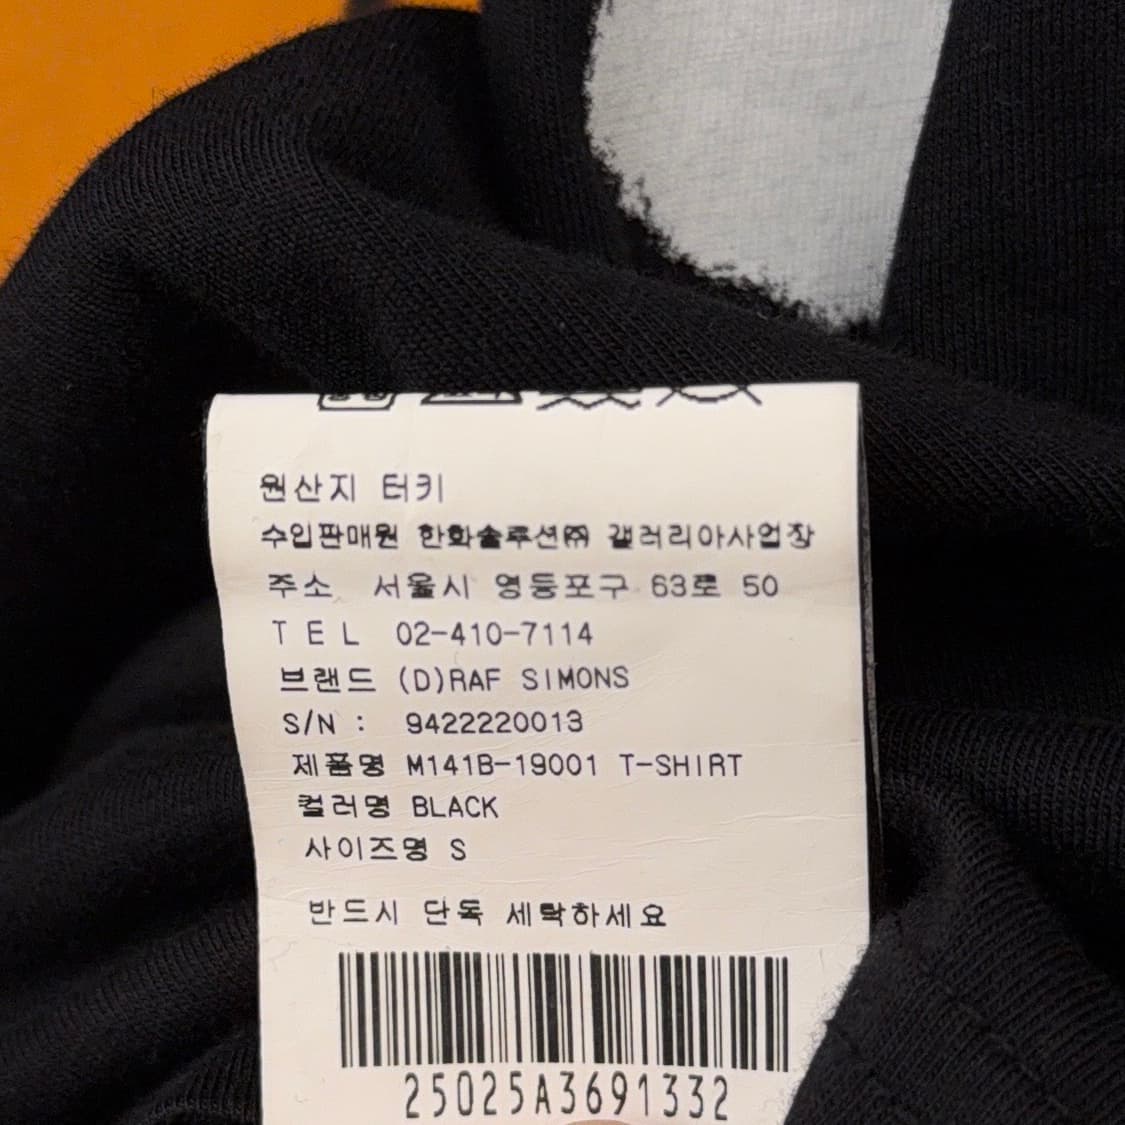 원산지 터키
수입판매원 한화솔루션㈜ 갤러리아사업장
주소 서울시 영등포구 63로 50
TEL 02-410-7114
브랜드 (D)RAF SIMONS
S/N : 9422220013
제품명 M141B-19001 T-SHIRT
컬러명 BLACK
사이즈명 S
반드시 단독 세탁하세요
25025A3691332